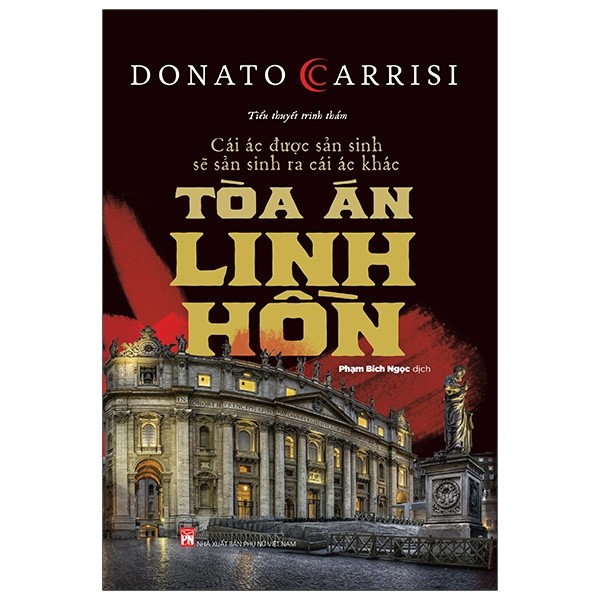 DONATO CARRISI
Tiểu thuyết trinh thám
Cái ác được sản sinh
sẽ sản sinh ra cái ác khác
TÒA ÁN
LINH
HỒN
Phạm Bích Ngọc dịch
PN
NHÀ XUẤT BẢN PHỤ NỮ VIỆT NAM